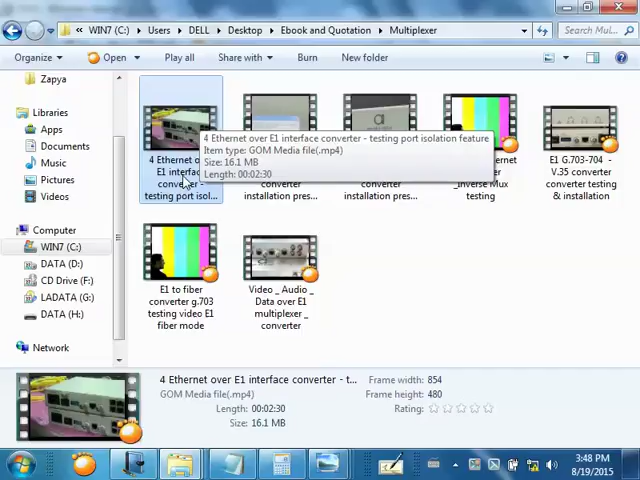 WIN7 (C:) ▸ Users ▸ DELL ▸ Desktop ▸ Ebook and Quotation ▸ Multiplexer
Search Mul...
Organize
Open
Play all
Share with
Burn
New folder
Zapya
Libraries
Apps
Documents
Music
Pictures
Videos
Computer
WIN7 (C:)
DATA (D:)
CD Drive (F:)
LADATA (G:)
DATA (H:)
Network
4 Ethernet o
E1 interfac
converter -
testing port isol...
4 Ethernet over E1 interface converter - testing port isolation feature
Item type: GOM Media file(.mp4)
Size: 16.1 MB
Length: 00:02:30
converter
installation pres...
converter
installation pres...
ernet
_Inverse Mux
testing
E1 G.703-704 -
V.35 converter
converter testing
& installation
E1 to fiber
converter g.703
testing video E1
fiber mode
Video _ Audio _
Data over E1
multiplexer _
converter
4 Ethernet over E1 interface converter - t...
GOM Media file(.mp4)
Length: 00:02:30
Size: 16.1 MB
Frame width: 854
Frame height: 480
Rating:
3:48 PM
8/19/2015